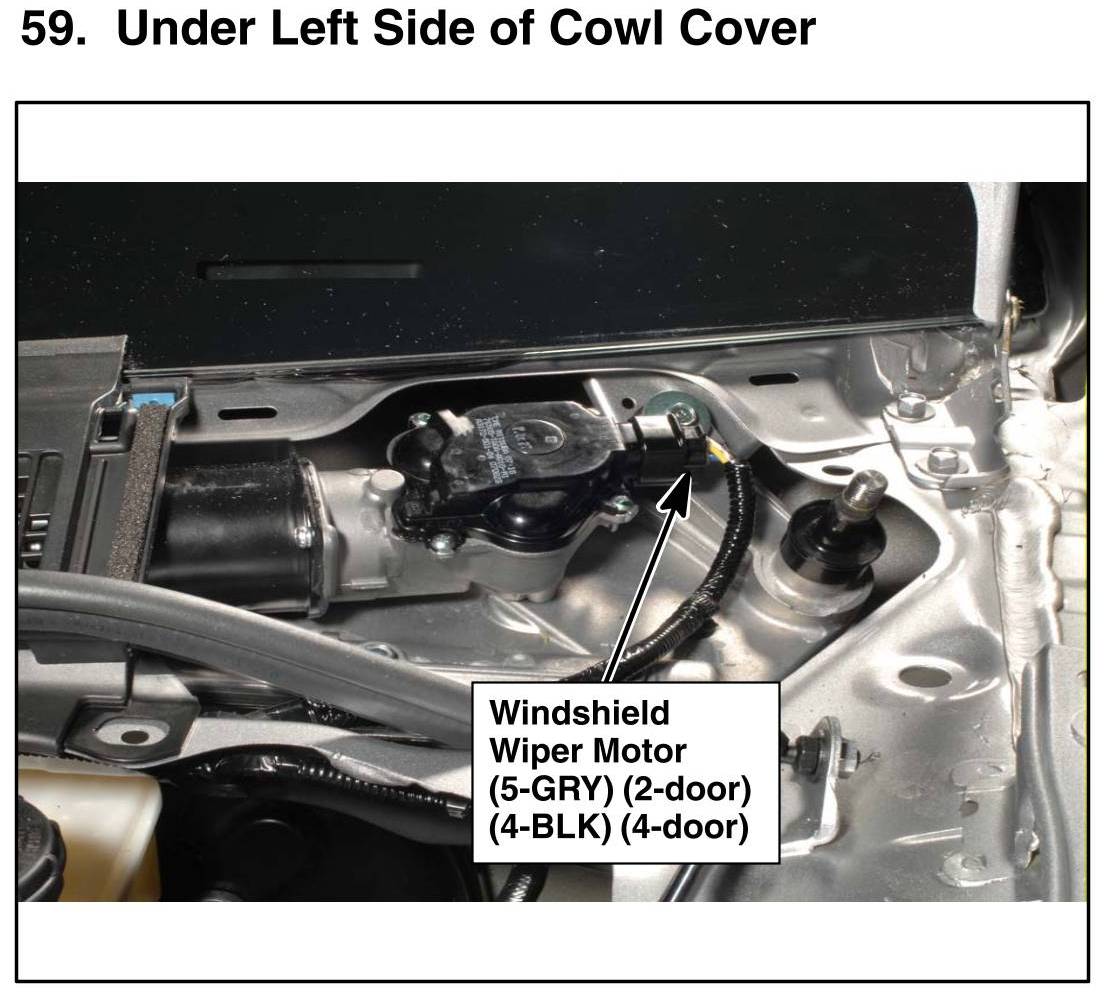 59. Under Left Side of Cowl Cover
Windshield
Wiper Motor
(5-GRY) (2-door)
(4-BLK) (4-door)